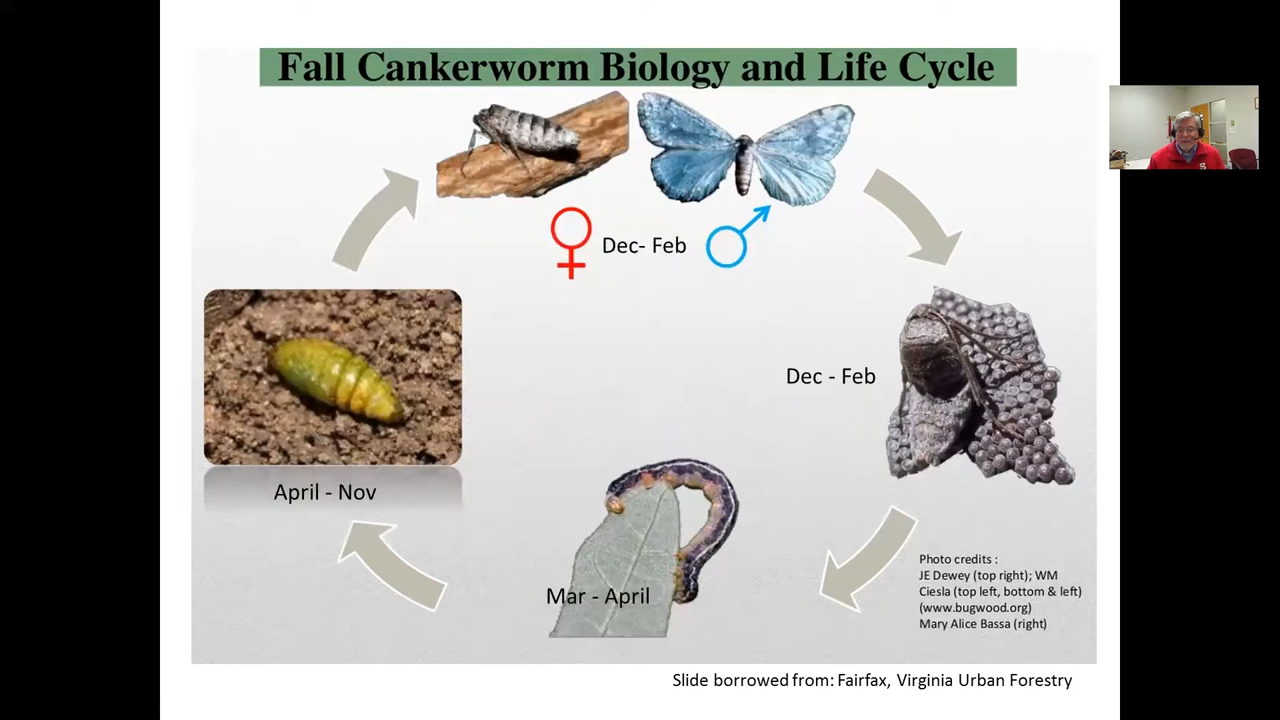 Fall Cankerworm Biology and Life Cycle
Dec- Feb
Dec - Feb
April - Nov
Mar - April
Photo credits :
JE Dewey (top right); WM
Ciesla (top left, bottom & left)
(www.bugwood.org)
Mary Alice Bassa (right)
Slide borrowed from: Fairfax, Virginia Urban Forestry